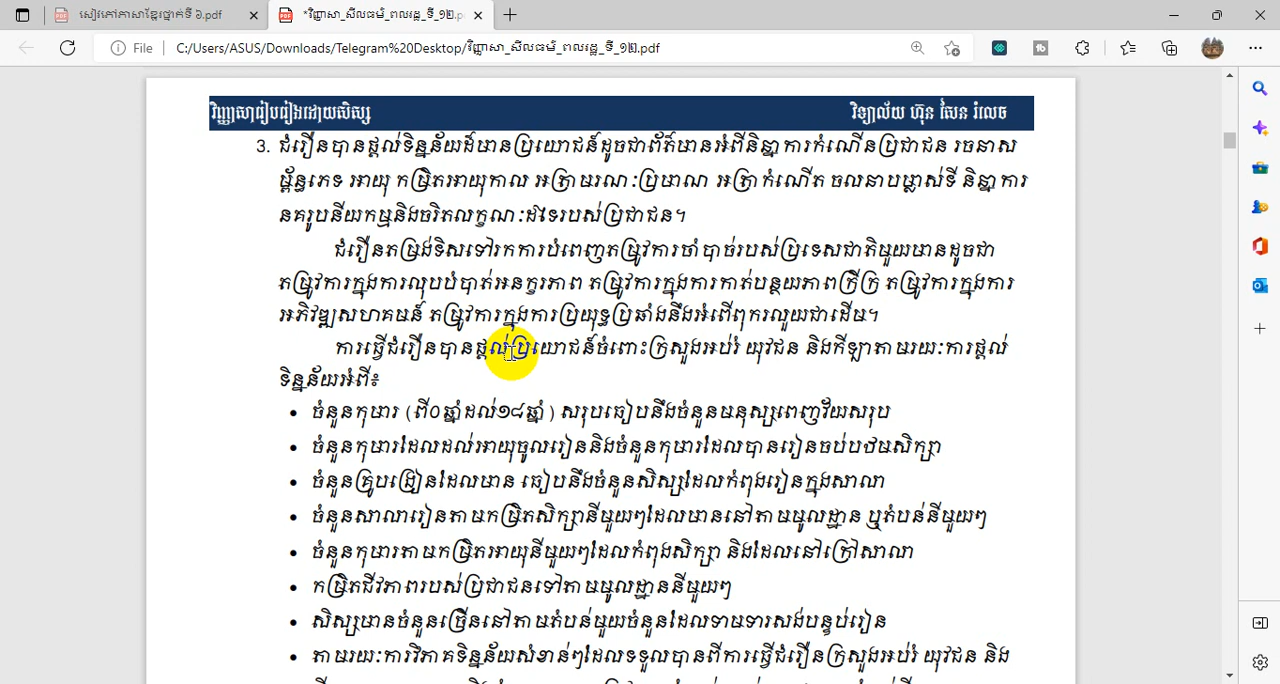 សៀវភៅភាសាខ្មែរថ្នាក់ទី ៦.pdf
*វិញ្ញាសា_សីលធម៌_ពលរដ្ឋ_ទី_១២.p
File
C:/Users/ASUS/Downloads/Telegram%20Desktop/វិញ្ញាសា_សីលធម៌_ពលរដ្ឋ_ទី_១២.pdf
វិញ្ញាសារៀបរៀងដោយសិស្ស
វិទ្យាល័យ ហ៊ុន សែន រំលេច
3. ជំរឿនបានផ្តល់ទិន្នន័យដ៏មានប្រយោជន៍ដូចជាព័ត៌មានអំពីនិន្នាការកំណើនប្រជាជន រចនាស
ម្ព័ន្ធភេទ អាយុ កម្រិតអាយុកាល អត្រាមរណៈប្រមាណ អត្រាកំណើត ចលនាបម្លាស់ទី និន្នាការ
នគរូបនីយកម្មនិងចរិតលក្ខណៈដទៃរបស់ប្រជាជន។
ជំរឿនតម្រង់ទិសទៅរកការបំពេញតម្រូវការចាំបាច់របស់ប្រទេសជាតិមួយមានដូចជា
តម្រូវការក្នុងការលុបបំបាត់អនក្ខរភាព តម្រូវការក្នុងការកាត់បន្ថយភាពក្រីក្រ តម្រូវការក្នុងការ
អភិវឌ្ឍសហគមន៍ តម្រូវការក្នុងការប្រយុទ្ធប្រឆាំងនឹងអំពើពុករលួយជាដើម។
ការធ្វើជំរឿនបានផ្តល់ប្រយោជន៍ចំពោះក្រសួងអប់រំ យុវជន និងកីឡាតាមរយៈការផ្តល់
ទិន្នន័យអំពី៖
• ចំនួនកុមារ (ពី០ឆ្នាំដល់១៨ឆ្នាំ) សរុបធៀបនឹងចំនួនមនុស្សពេញវ័យសរុប
• ចំនួនកុមារដែលដល់អាយុចូលរៀននិងចំនួនកុមារដែលបានរៀនចប់បឋមសិក្សា
• ចំនួនគ្រូបង្រៀនដែលមាន ធៀបនឹងចំនួនសិស្សដែលកំពុងរៀនក្នុងសាលា
• ចំនួនសាលារៀនតាមកម្រិតសិក្សានីមួយៗដែលមាននៅតាមមូលដ្ឋាន ឬតំបន់នីមួយៗ
• ចំនួនកុមារតាមកម្រិតអាយុនីមួយៗដែលកំពុងសិក្សា និងដែលនៅក្រៅសាលា
• កម្រិតជីវភាពរបស់ប្រជាជនទៅតាមមូលដ្ឋាននីមួយៗ
• សិស្សមានចំនួនច្រើននៅតាមតំបន់មួយចំនួនដែលទាមទារសង់បន្ទប់រៀន
• តាមរយៈការវិភាគទិន្នន័យសំខាន់ៗដែលទទួលបានពីការធ្វើជំរឿនក្រសួងអប់រំ យុវជន និង